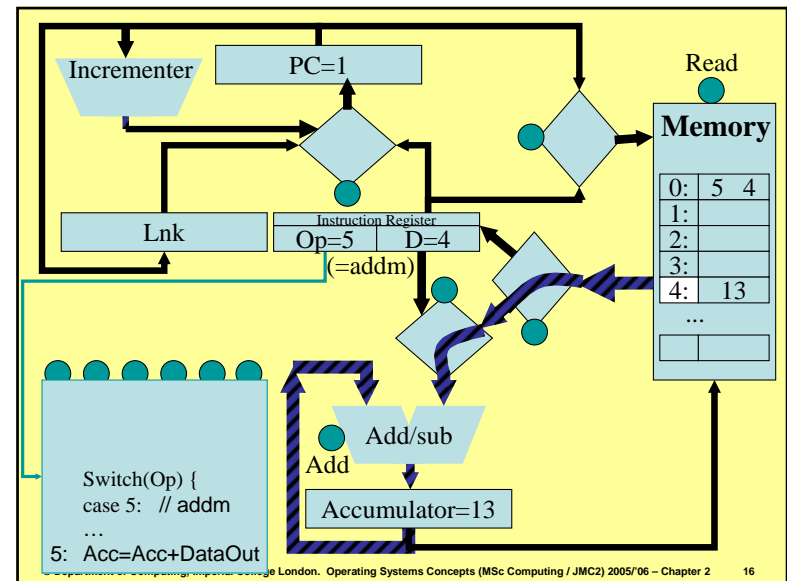 Incrementer
PC=1
Read
Memory
0: 5 4
1:
2:
3:
4: 13
...
Lnk
Instruction Register
Op=5 D=4
(=addm)
Add/sub
Add
Accumulator=13
Switch(Op) {
case 5: // addm
…
5: Acc=Acc+DataOut
London. Operating Systems Concepts (MSc Computing / JMC2) 2005/'06 – Chapter 2 16